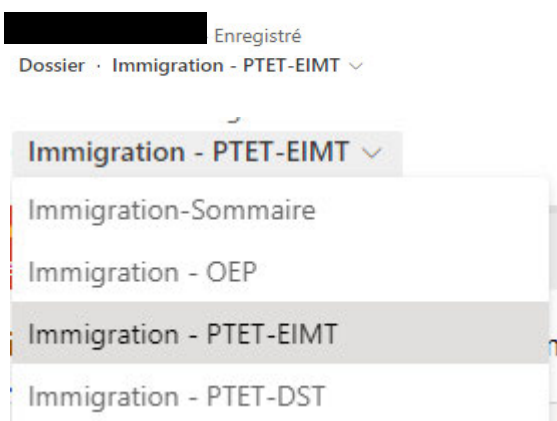 Enregistré
Dossier · Immigration - PTET-EIMT
Immigration - PTET-EIMT
Immigration-Sommaire
Immigration - OEP
Immigration - PTET-EIMT
Immigration - PTET-DST